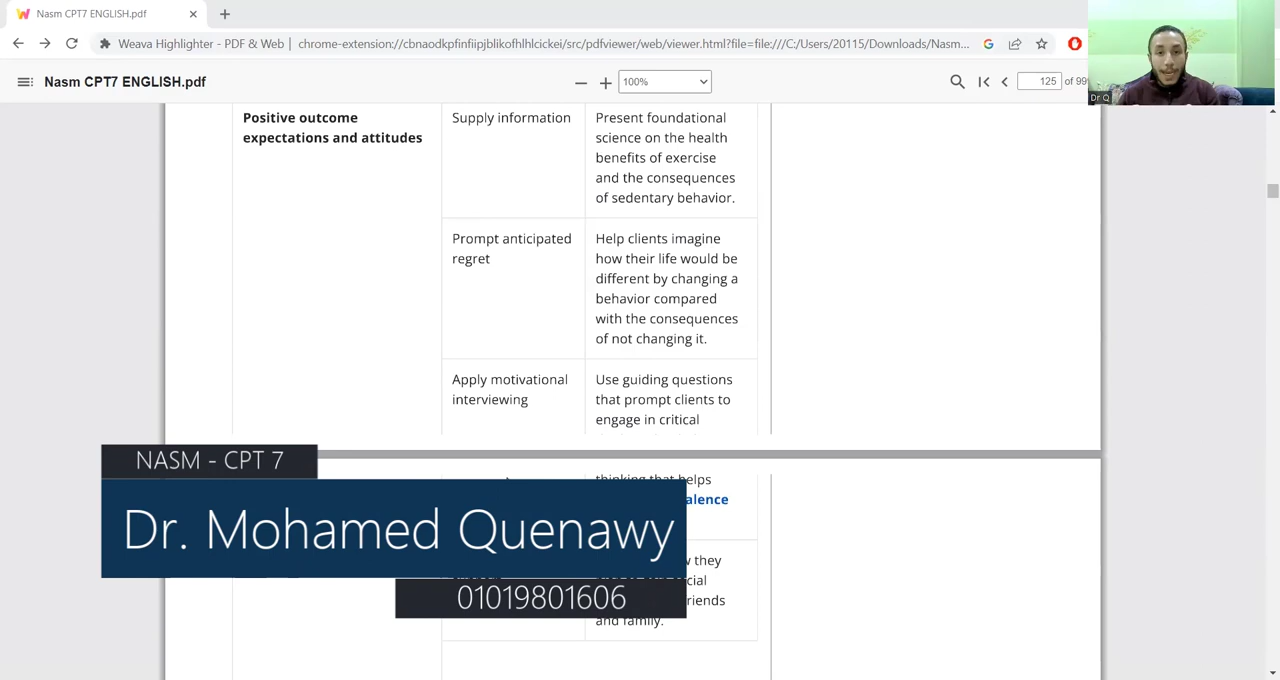 Nasm CPT7 ENGLISH.pdf
Weava Highlighter - PDF & Web | chrome-extension://cbnaodkpfinfiipjblikofhlhlcickei/src/pdfviewer/web/viewer.html?file=file:///C:/Users/20115/Downloads/Nasm...
Nasm CPT7 ENGLISH.pdf
100%
125 of 99
Dr Q
Positive outcome
expectations and attitudes
Supply information
Present foundational
science on the health
benefits of exercise
and the consequences
of sedentary behavior.
Prompt anticipated
regret
Help clients imagine
how their life would be
different by changing a
behavior compared
with the consequences
of not changing it.
Apply motivational
interviewing
Use guiding questions
that prompt clients to
engage in critical
thinking that helps
alence
w they
cial
riends
and family.
NASM - CPT 7
Dr. Mohamed Quenawy
01019801606